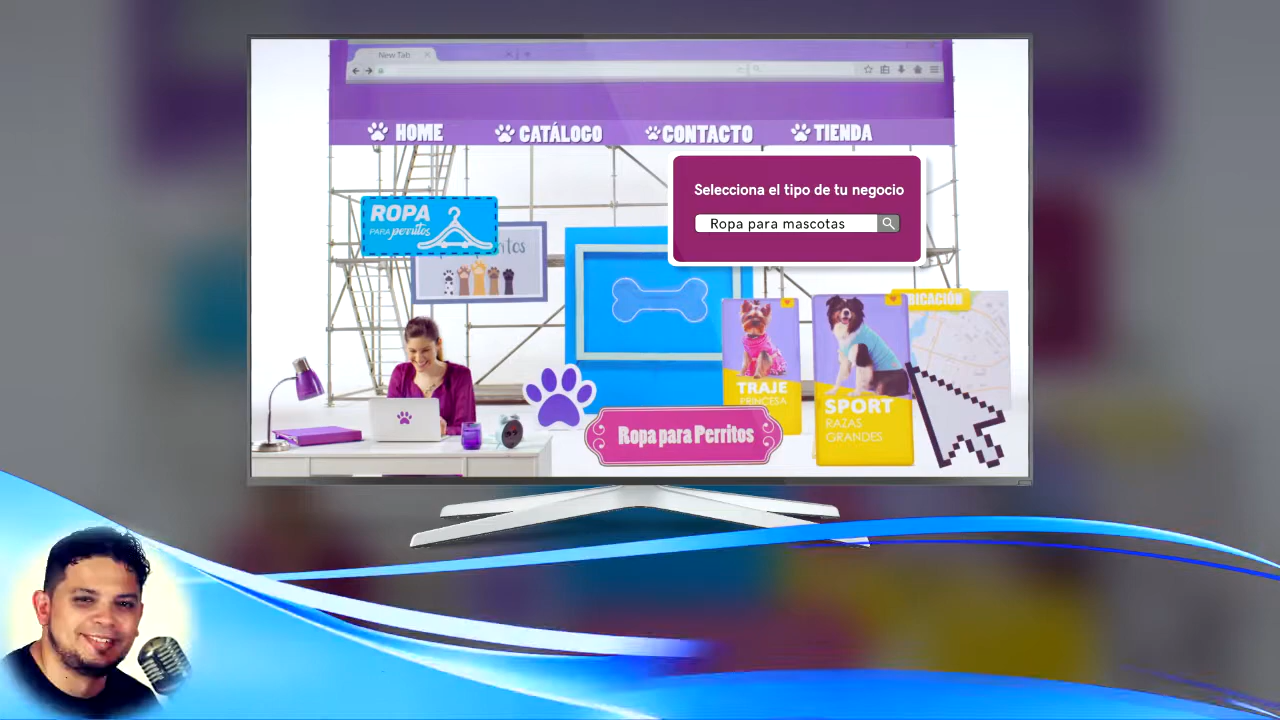 New Tab
HOME
CATÁLOGO
CONTACTO
TIENDA
Selecciona el tipo de tu negocio
Ropa para mascotas
ROPA
PARA perritos
UBICACIÓN
TRAJE
PRINCESA
SPORT
RAZAS
GRANDES
Ropa para Perritos